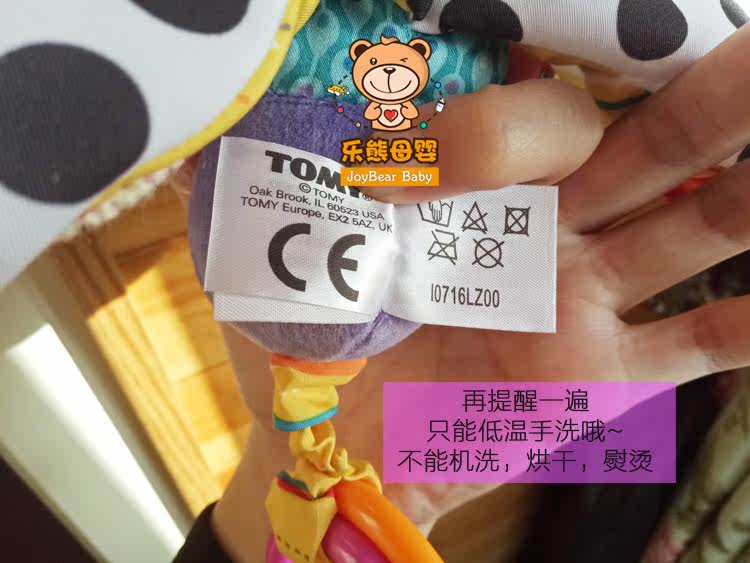 乐熊母婴
JoyBear Baby
TOMY
© TOMY
Oak Brook, IL 60523 USA
TOMY Europe, EX2 5AZ, UK
CE
I0716LZ00
再提醒一遍
只能低温手洗哦~
不能机洗，烘干，熨烫